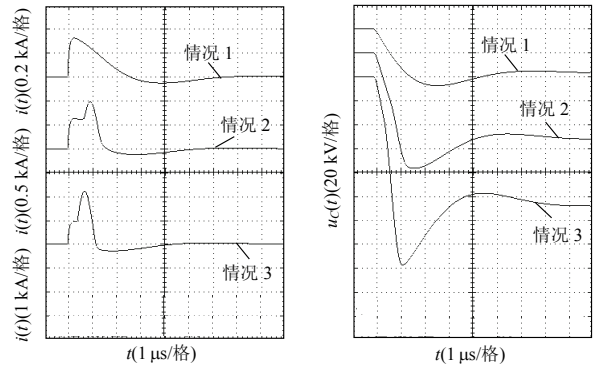 i(t)(0.2 kA/格)
i(t)(0.5 kA/格)
i(t)(1 kA/格)
情况 1
情况 2
情况 3
t(1 μs/格)
u_C(t)(20 kV/格)
情况 1
情况 2
情况 3
t(1 μs/格)